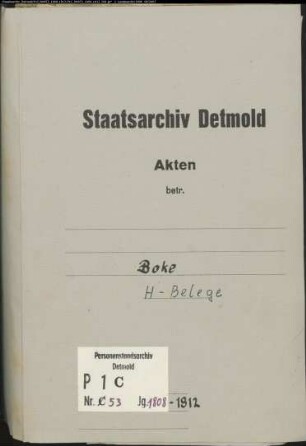 Staatsarchiv Detmold
Akten
betr.
Boke
H-Belege
Personenstandsarchiv
Detmold
P 1 C
Nr. C 53 Jg. 1808 - 1812